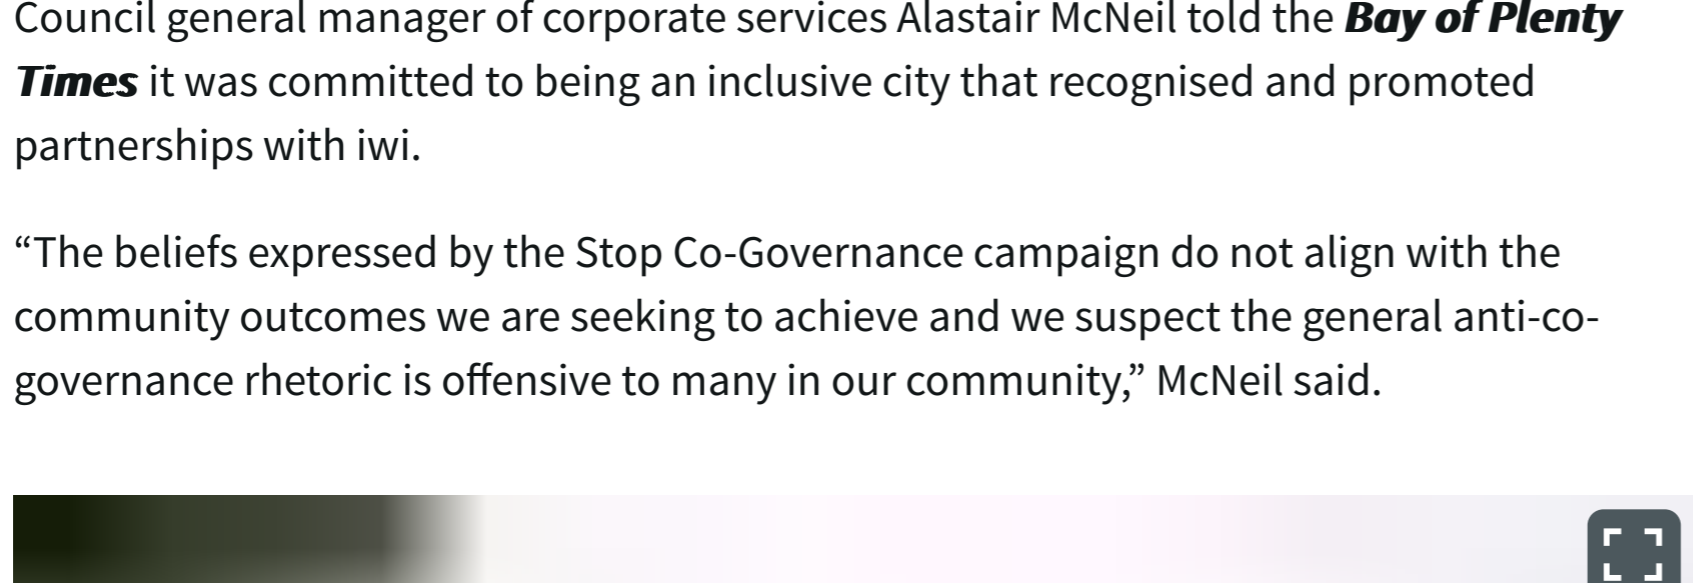 Council general manager of corporate services Alastair McNeil told the Bay of Plenty
Times it was committed to being an inclusive city that recognised and promoted
partnerships with iwi.
“The beliefs expressed by the Stop Co-Governance campaign do not align with the
community outcomes we are seeking to achieve and we suspect the general anti-co-
governance rhetoric is offensive to many in our community,” McNeil said.